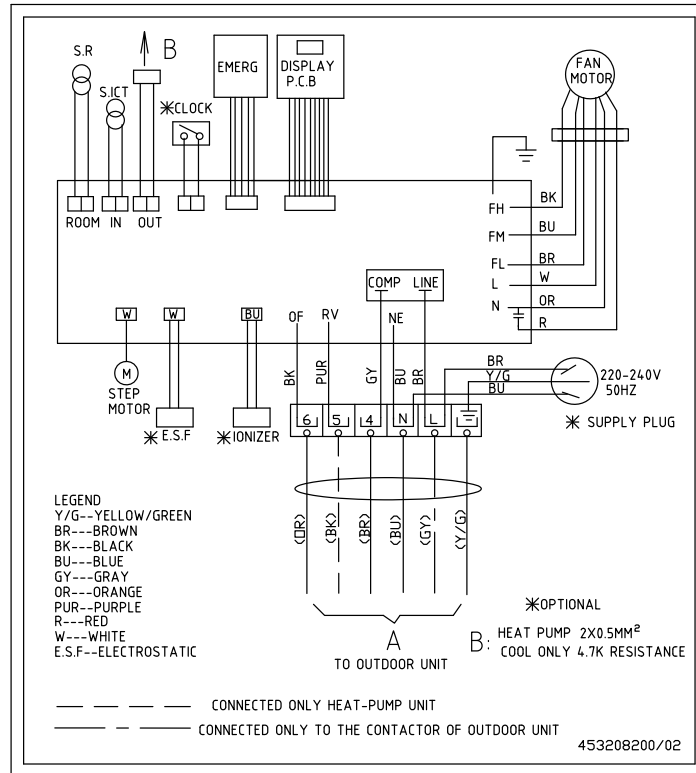 S.R
B
S.ICT
✳CLOCK
EMERG
DISPLAY
P.C.B
FAN
MOTOR
ROOM IN OUT
FH BK
FM BU
FL BR
L W
N OR
R
COMP LINE
W W BU
OF RV NE
M
STEP
MOTOR
✳ E.S.F
✳IONIZER
BK PUR GY BU BR
BR
Y/G
BU
220-240V
50HZ
✳ SUPPLY PLUG
6 5 4 N L
(OR) (BK) (BR) (BU) (GY) (Y/G)
LEGEND
Y/G--YELLOW/GREEN
BR---BROWN
BK---BLACK
BU---BLUE
GY---GRAY
OR---ORANGE
PUR--PURPLE
R---RED
W---WHITE
E.S.F--ELECTROSTATIC
✳OPTIONAL
A
TO OUTDOOR UNIT
B: HEAT PUMP 2X0.5MM²
COOL ONLY 4.7K RESISTANCE
CONNECTED ONLY HEAT-PUMP UNIT
CONNECTED ONLY TO THE CONTACTOR OF OUTDOOR UNIT
453208200/02